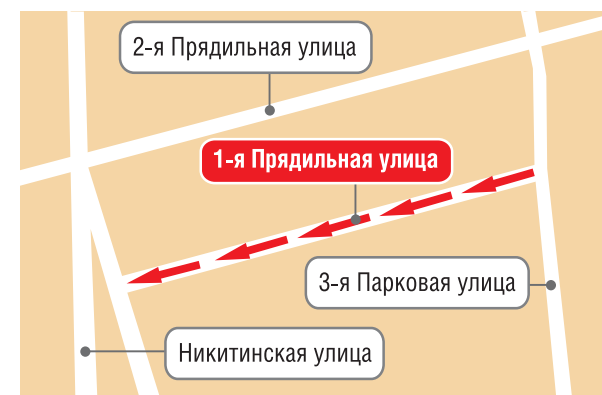 2-я Прядильная улица
1-я Прядильная улица
3-я Парковая улица
Никитинская улица